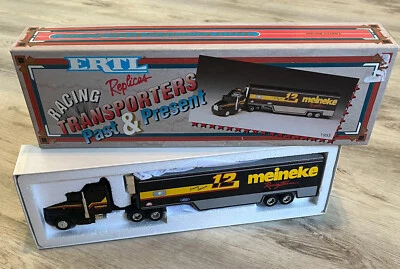 ERTL
Replicas
RACING
TRANSPORTERS
Past & Present
12 meineke
1993
12 meineke